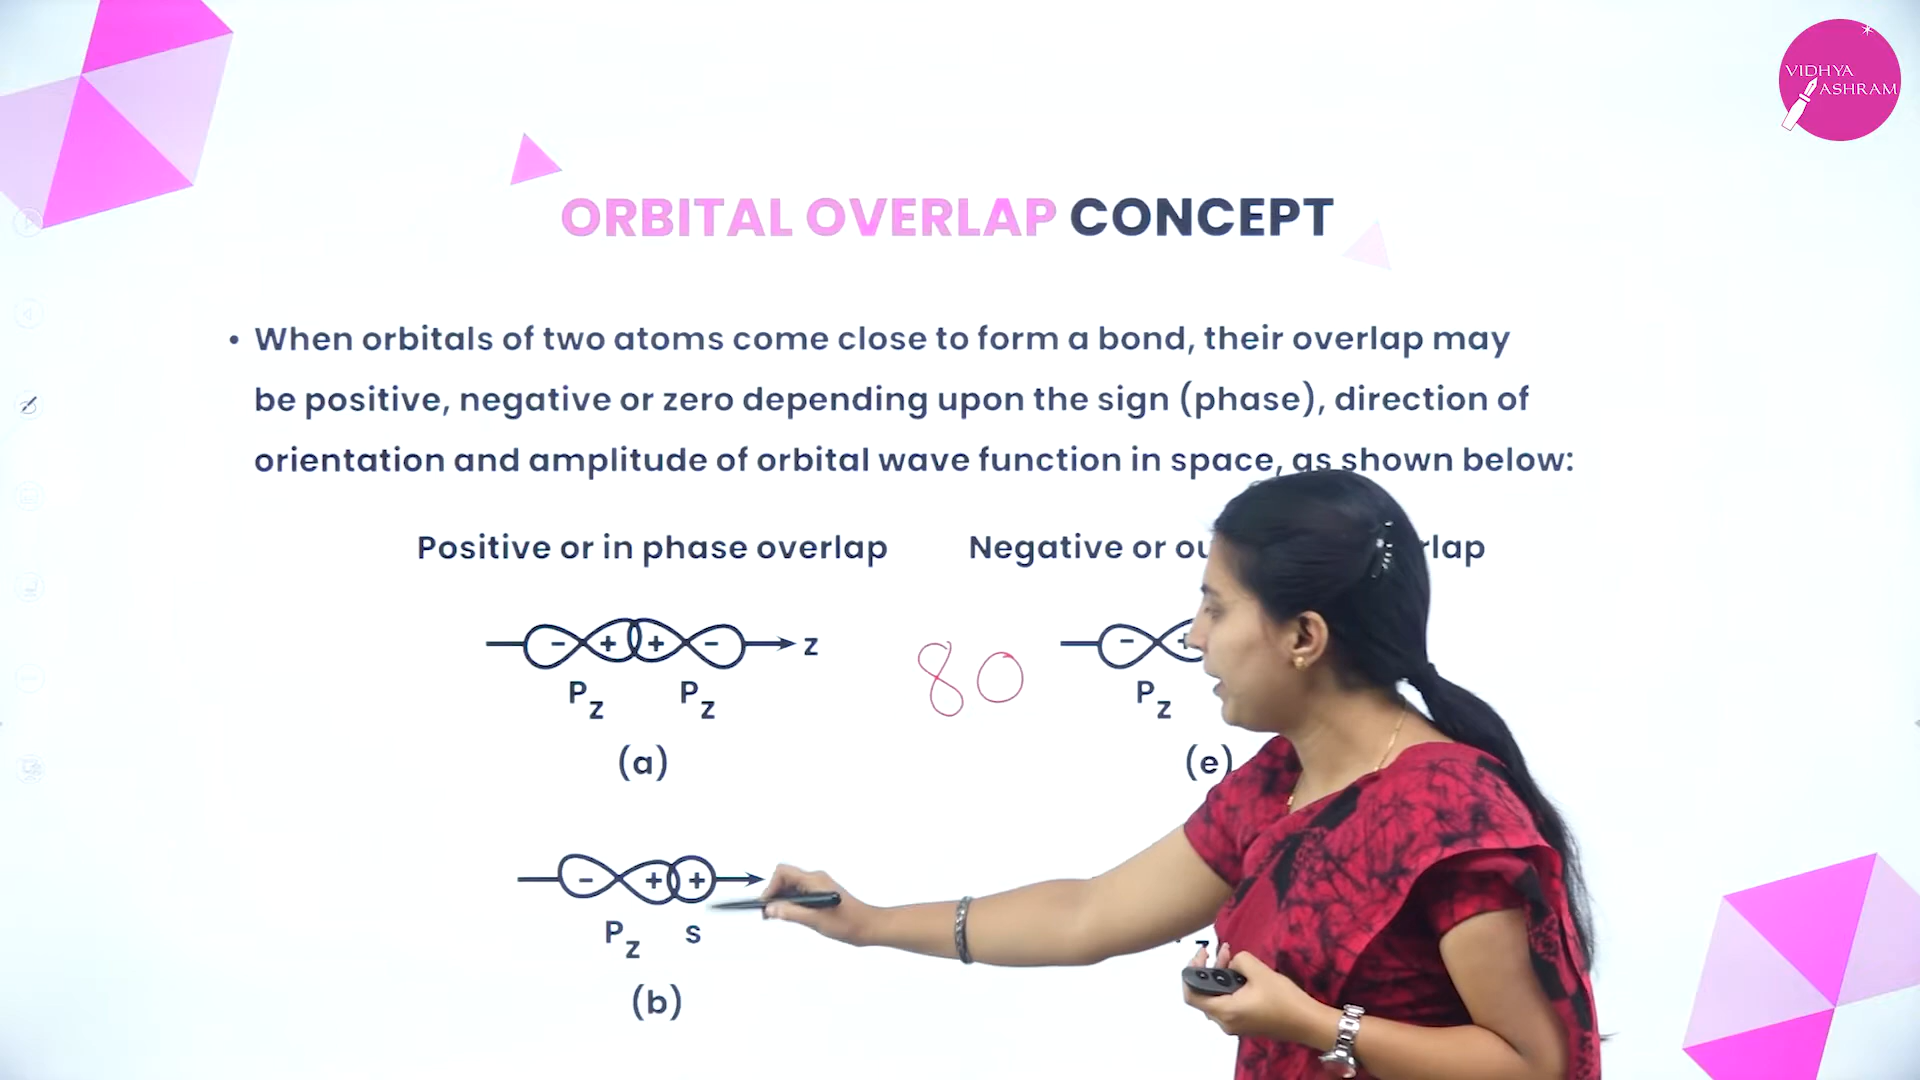 VIDHYA
ASHRAM
ORBITAL OVERLAP CONCEPT
• When orbitals of two atoms come close to form a bond, their overlap may
be positive, negative or zero depending upon the sign (phase), direction of
orientation and amplitude of orbital wave function in space, as shown below:
Positive or in phase overlap
Negative or
- + + - z
Pz Pz
(a)
80
-
Pz
(e)
- + +
Pz s
(b)
z